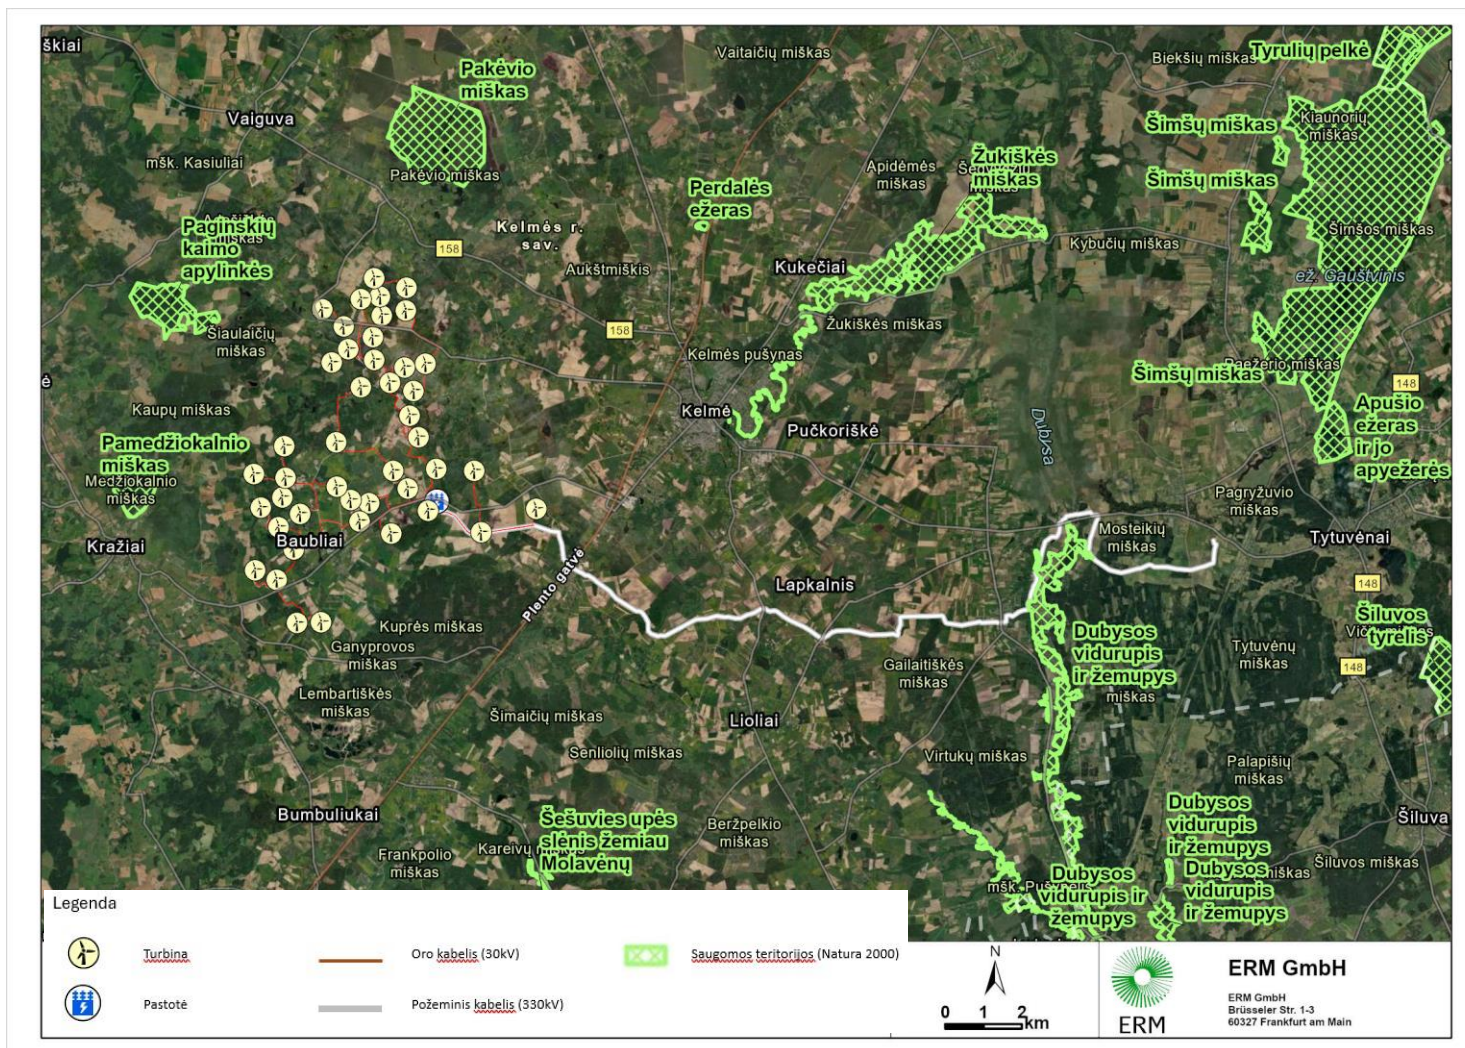 škiai
Vaitaičių miškas
Biekšių miškas
Tyrulių pelkė
Pakėvio
miškas
Vaiguva
Šimšų miškas
Kiaunorių
miškas
mšk. Kasiuliai
Pakėvio miškas
Apidėmės
miškas
Žukiškės
miškas
Šimšų miškas
Perdalės
ežeras
Paginskių
kaimo
apylinkės
Kelmės r.
sav.
158
Aukštmiškis
Kukečiai
Kybučių miškas
Šimšos miškas
ež. Gauštvinis
Šiaulaičių
miškas
158
Žukiškės miškas
Kelmės pušynas
ė
Šimšų miškas
148
Kaupų miškas
Kelmė
Pučkoriškė
Dubysa
Apušio
ežeras
ir jo
apyežerės
Pamedžiokalnio
miškas
Medžiokalnio
miškas
Pagryžuvio
miškas
Kražiai
Baubliai
Mosteikių
miškas
Tytuvėnai
Plento gatvė
Lapkalnis
148
Kuprės miškas
Šiluvos
tyrelis
Ganyprovos
miškas
Dubysos
vidurupis
ir žemupys
miškas
Tytuvėnų
miškas
Gailaitiškės
miškas
148
Lembartiškės
miškas
Šimaičių miškas
Lioliai
Senliolių miškas
Virtukų miškas
Palapišių
miškas
Bumbuliukai
Šešuvies upės
slėnis žemiau
Molavėnų
Beržpelkio
miškas
Dubysos
vidurupis
ir žemupys
Šiluva
Frankpolio
miškas
Dubysos
vidurupis ir
žemupys
Dubysos
vidurupis
ir žemupys
Šiluvos miškas
Legenda
Turbina
Oro kabelis (30kV)
Saugomos teritorijos (Natura 2000)
Pastotė
Požeminis kabelis (330kV)
N
0 1 2
km
ERM
ERM GmbH
ERM GmbH
Brüsseler Str. 1-3
60327 Frankfurt am Main